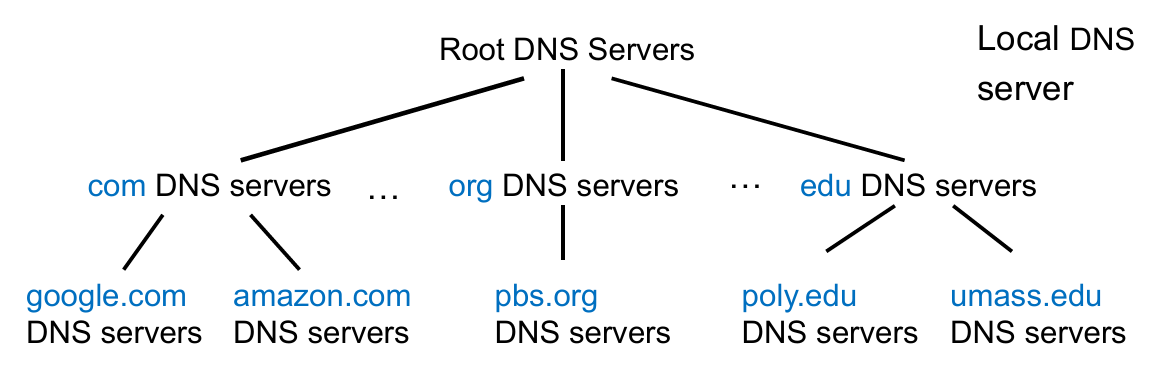 Root DNS Servers
Local DNS
server
com DNS servers
...
org DNS servers
...
edu DNS servers
google.com
DNS servers
amazon.com
DNS servers
pbs.org
DNS servers
poly.edu
DNS servers
umass.edu
DNS servers